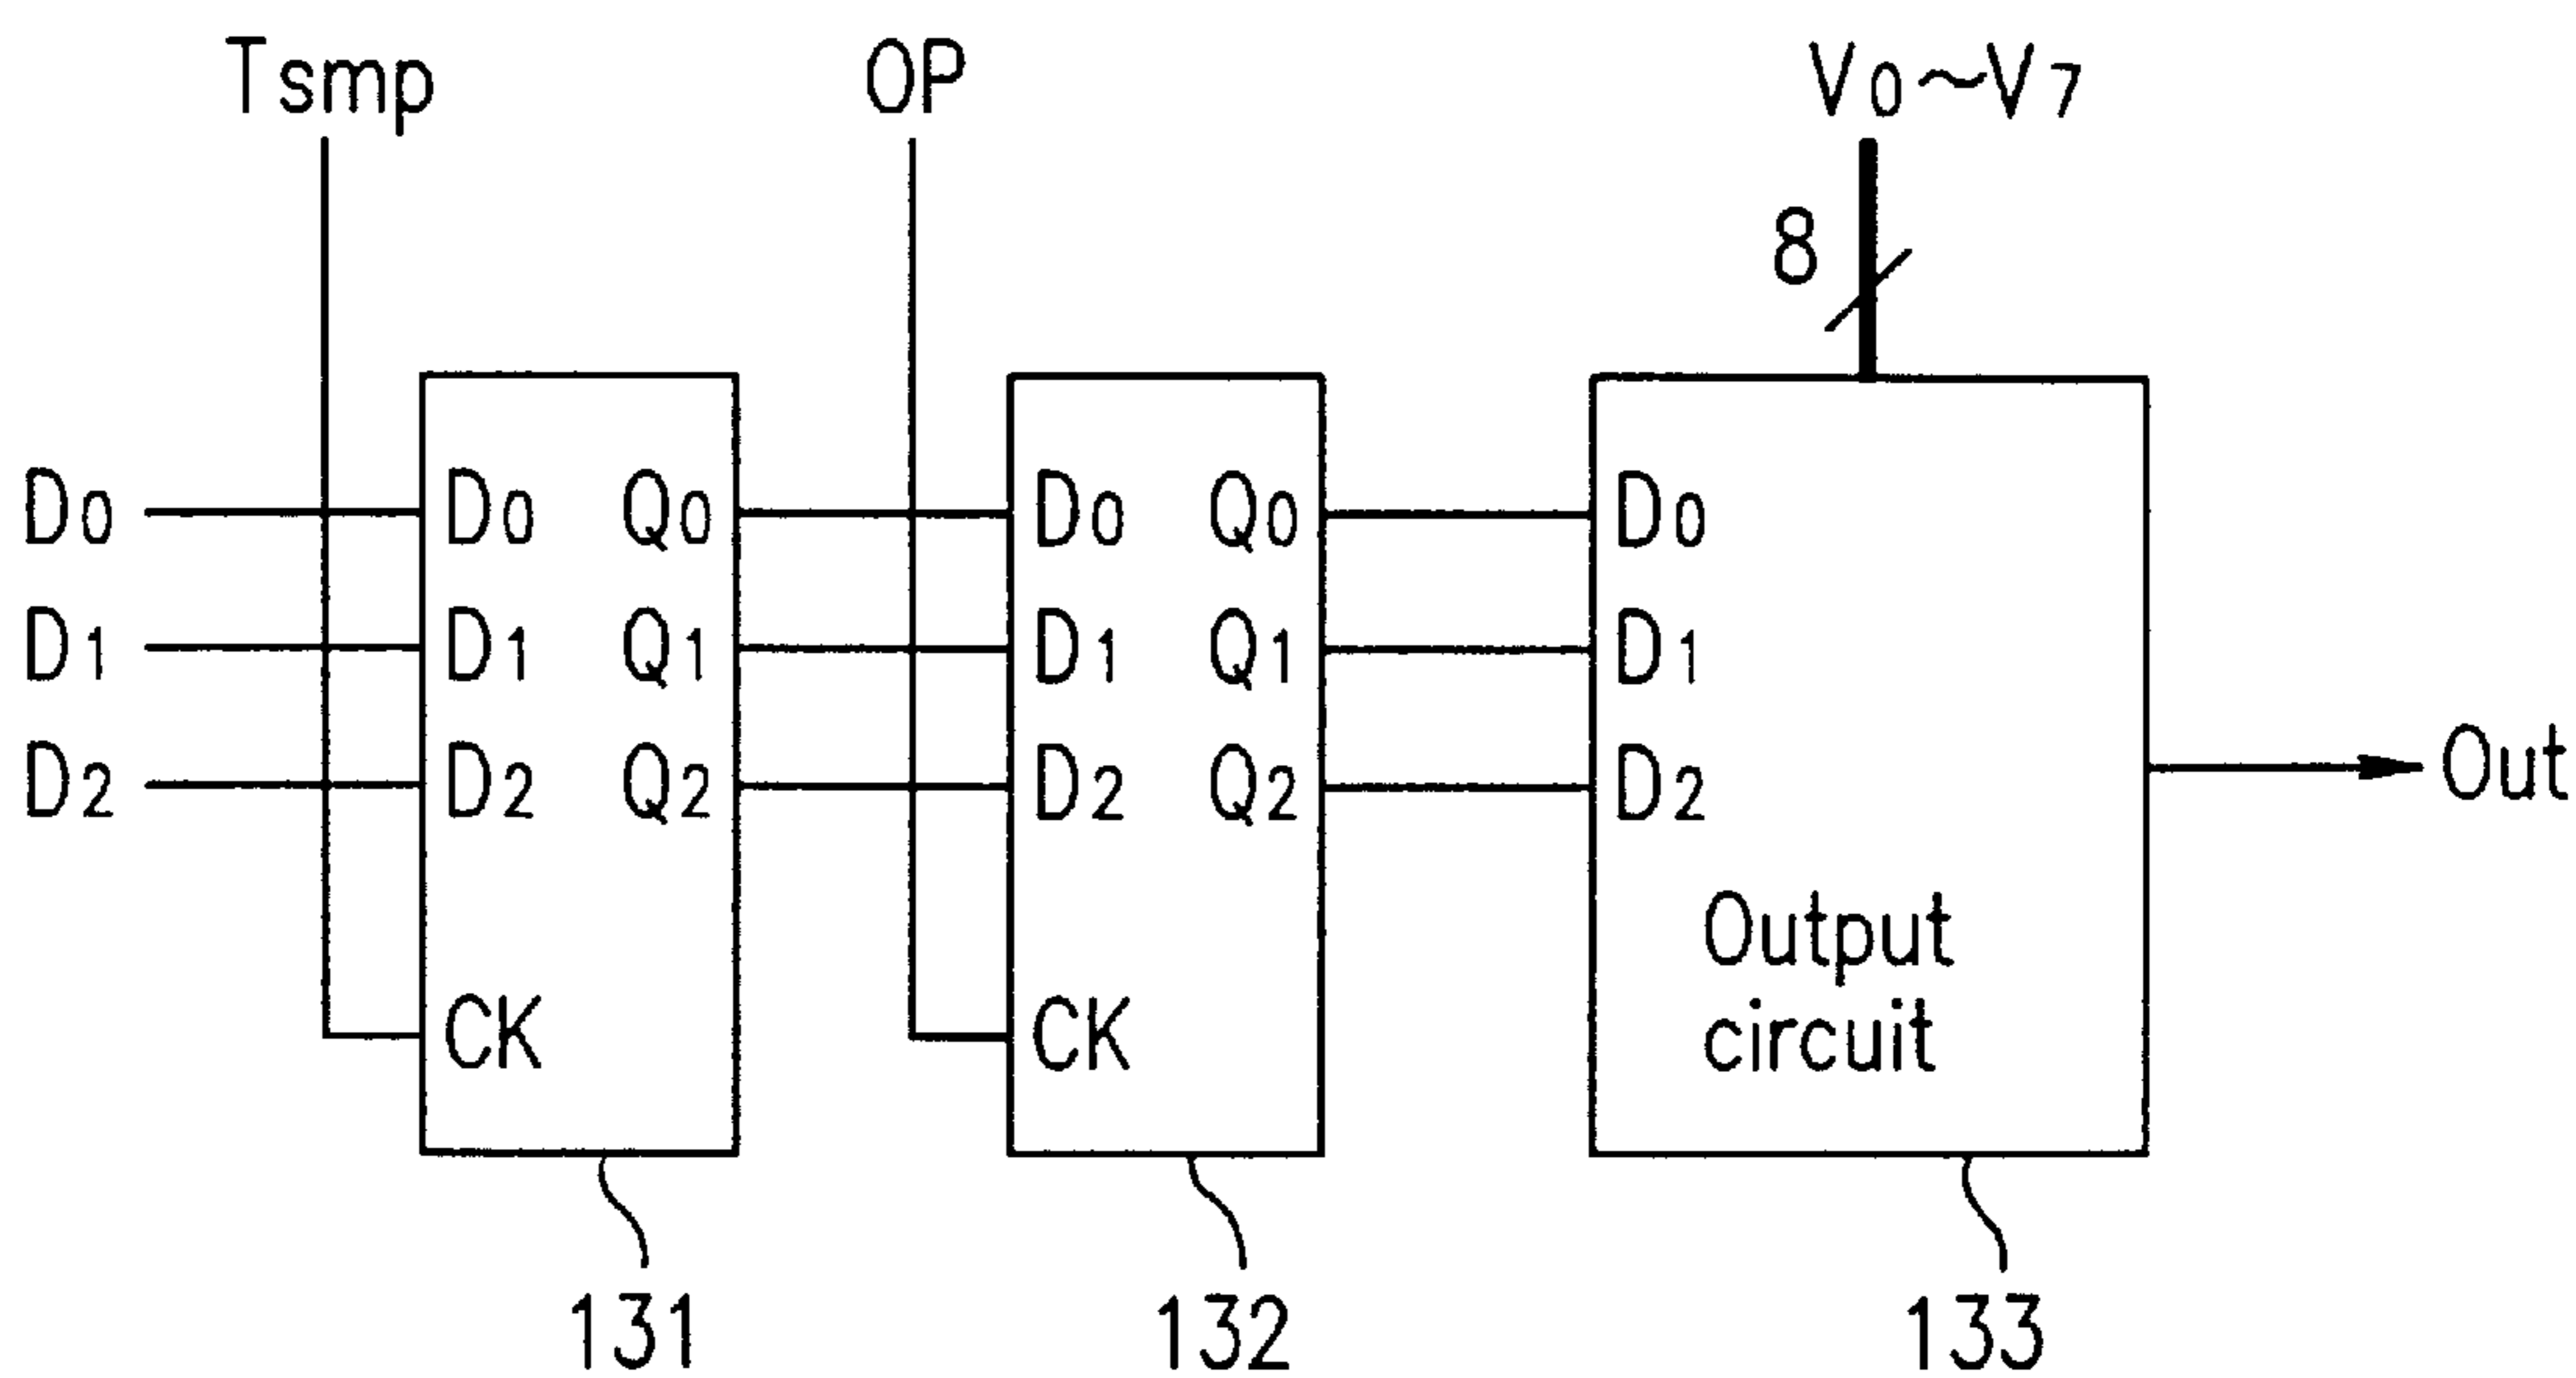 Tsmp OP V0~V7
8
D0 D0 Q0 D0 Q0 D0
D1 D1 Q1 D1 Q1 D1
D2 D2 Q2 D2 Q2 D2
Out
Output
circuit
CK CK
131 132 133